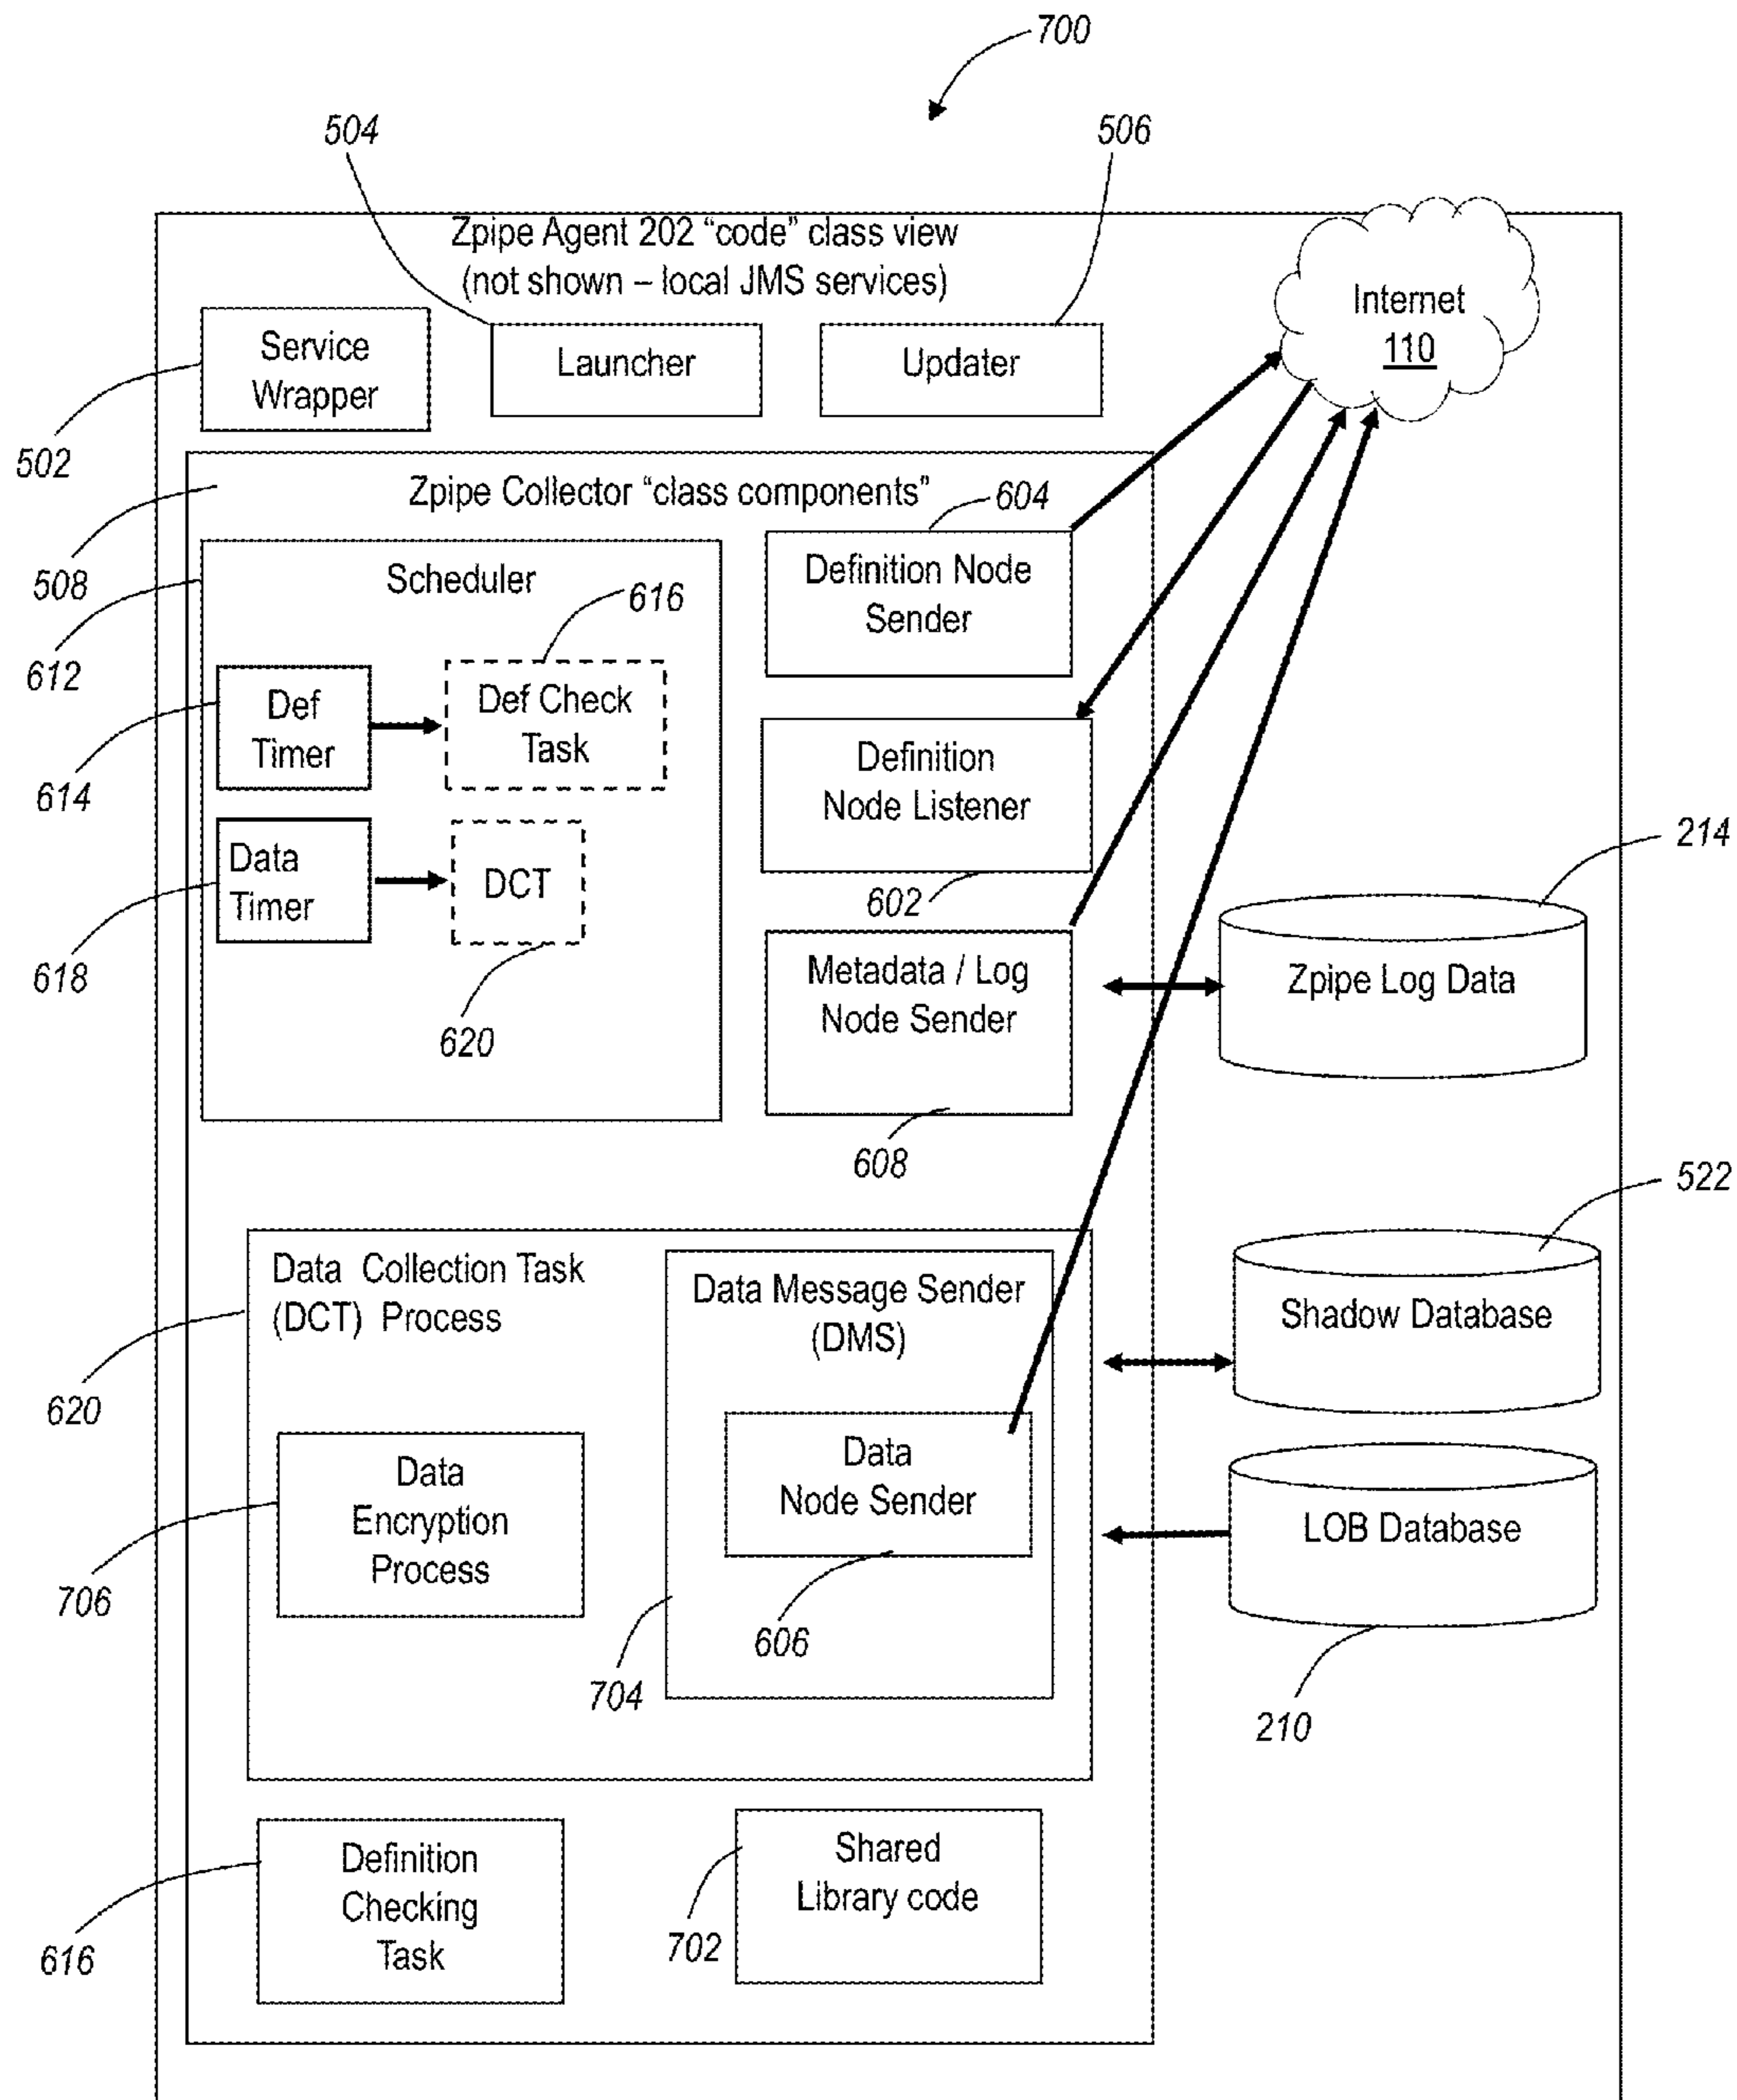 700
504
506
Zpipe Agent 202 “code” class view
(not shown – local JMS services)
Internet
110
Service
Wrapper
Launcher
Updater
502
Zpipe Collector “class components”
604
508
Scheduler
616
Definition Node
Sender
612
Def
Timer
Def Check
Task
614
Definition
Node Listener
Data
Timer
DCT
602
214
618
620
Metadata / Log
Node Sender
Zpipe Log Data
608
522
Data Collection Task
(DCT) Process
Data Message Sender
(DMS)
Shadow Database
620
Data
Encryption
Process
Data
Node Sender
LOB Database
706
606
704
210
Definition
Checking
Task
Shared
Library code
616
702